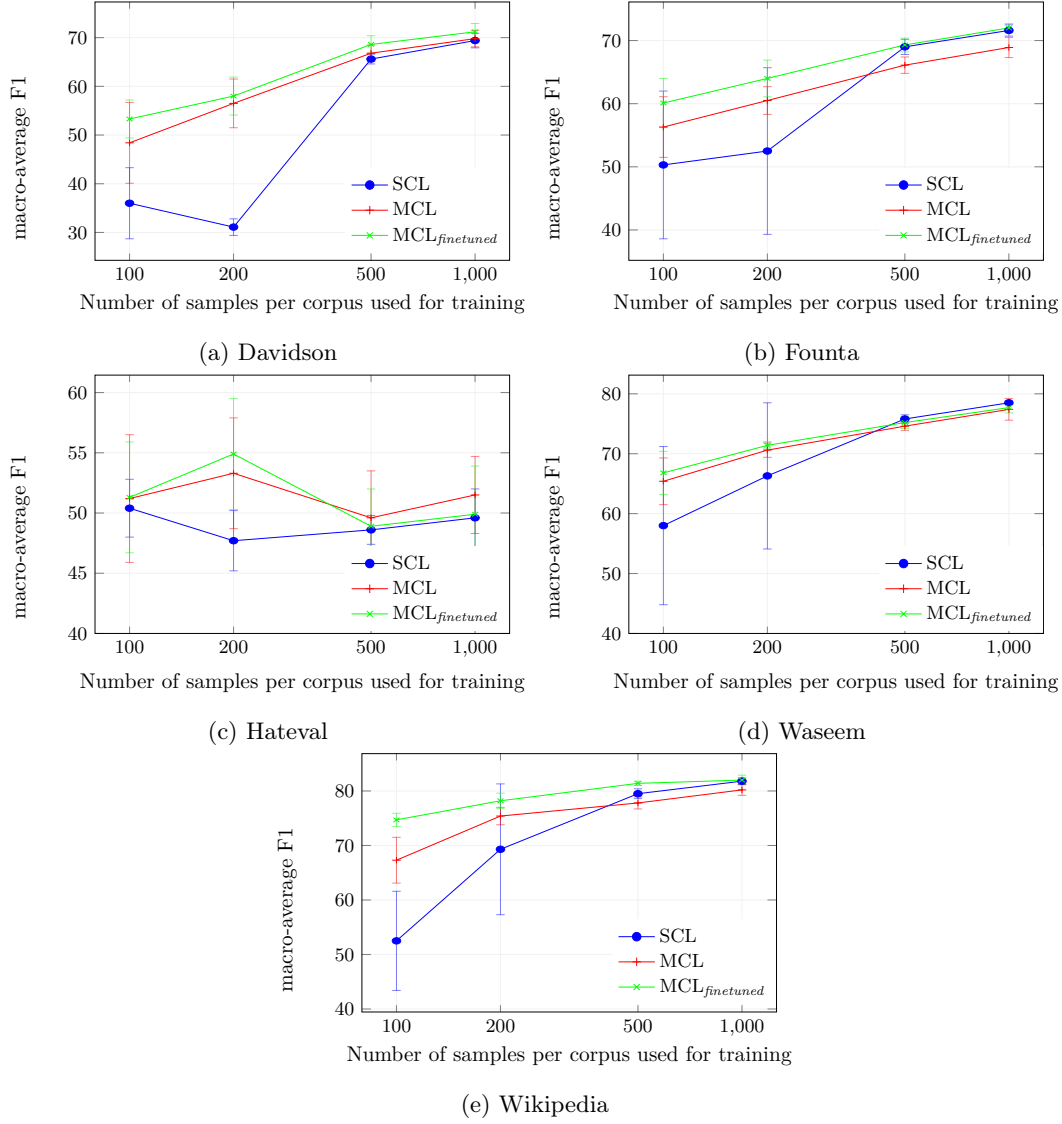 70
60
50
40
30
macro-average F1
SCL
MCL
MCL_finetuned
100 200 500 1,000
Number of samples per corpus used for training
(a) Davidson
70
60
50
40
macro-average F1
SCL
MCL
MCL_finetuned
100 200 500 1,000
Number of samples per corpus used for training
(b) Founta
60
55
50
45
40
macro-average F1
SCL
MCL
MCL_finetuned
100 200 500 1,000
Number of samples per corpus used for training
(c) Hateval
80
70
60
50
40
macro-average F1
SCL
MCL
MCL_finetuned
100 200 500 1,000
Number of samples per corpus used for training
(d) Waseem
80
70
60
50
40
macro-average F1
SCL
MCL
MCL_finetuned
100 200 500 1,000
Number of samples per corpus used for training
(e) Wikipedia